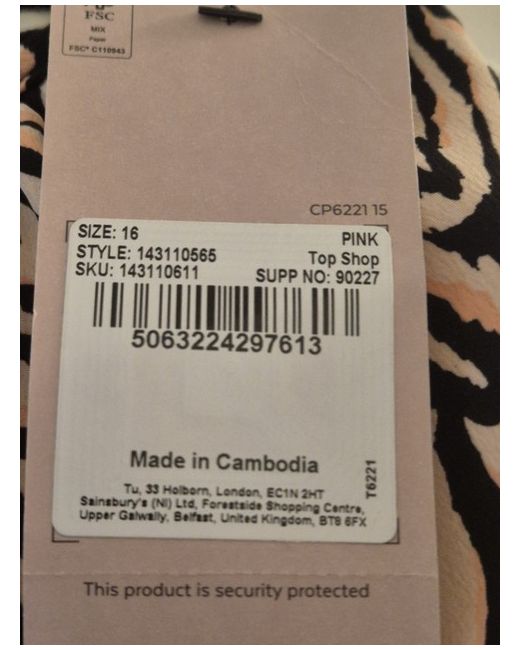 FSC
MIX
Paper
FSC® C110943
CP6221 15
SIZE: 16
PINK
STYLE: 143110565
Top Shop
SKU: 143110611
SUPP NO: 90227
5063224297613
Made in Cambodia
T6221
Tu, 33 Holborn, London, EC1N 2HT
Sainsbury's (NI) Ltd, Forestside Shopping Centre,
Upper Galwally, Belfast, United Kingdom, BT8 6FX
This product is security protected